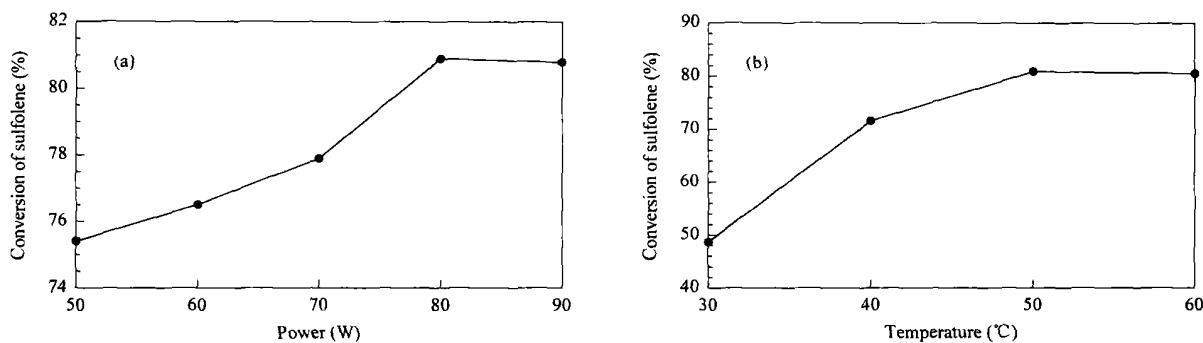 (a)
Conversion of sulfolene (%)
82
80
78
76
74
50 60 70 80 90
Power (W)
(b)
Conversion of sulfolene (%)
90
80
70
60
50
40
30 40 50 60
Temperature (℃)